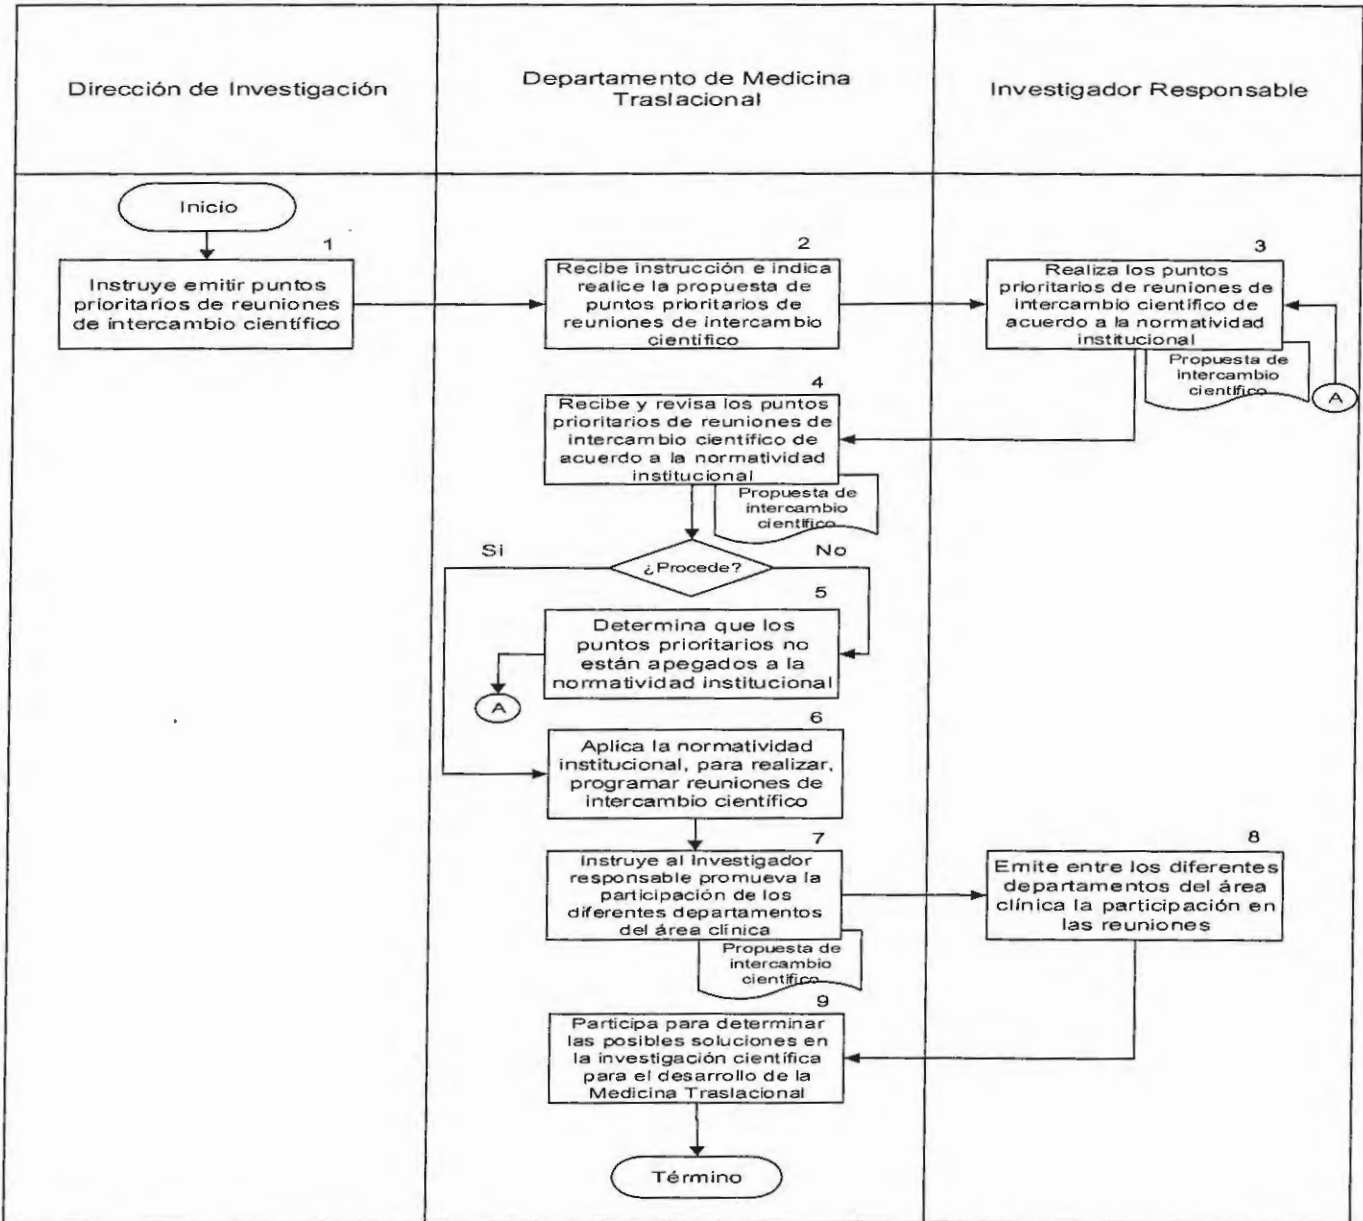 Dirección de Investigación
Departamento de Medicina
Traslacional
Investigador Responsable
Inicio
1
Instruye emitir puntos
prioritarios de reuniones
de intercambio científico
2
Recibe instrucción e indica
realice la propuesta de
puntos prioritarios de
reuniones de intercambio
científico
3
Realiza los puntos
prioritarios de reuniones de
intercambio científico de
acuerdo a la normatividad
institucional
Propuesta de
intercambio
científico
A
4
Recibe y revisa los puntos
prioritarios de reuniones de
intercambio científico de
acuerdo a la normatividad
institucional
Propuesta de
intercambio
científico
¿Procede?
Si
No
5
Determina que los
puntos prioritarios no
están apegados a la
normatividad institucional
A
6
Aplica la normatividad
institucional, para realizar,
programar reuniones de
intercambio científico
7
Instruye al Investigador
responsable promueva la
participación de los
diferentes departamentos
del área clínica
Propuesta de
intercambio
científico
8
Emite entre los diferentes
departamentos del área
clínica la participación en
las reuniones
9
Participa para determinar
las posibles soluciones en
la investigación científica
para el desarrollo de la
Medicina Traslacional
Término